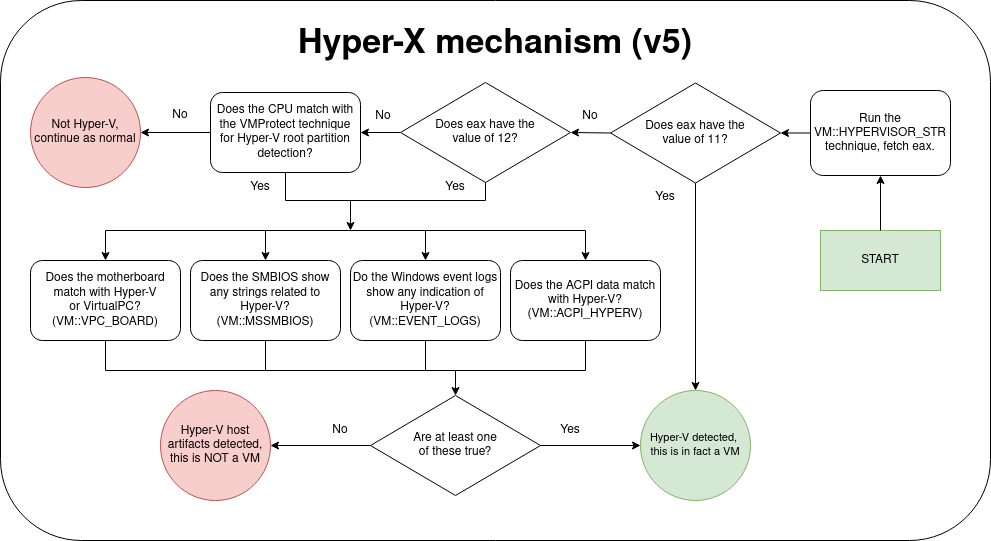 Hyper-X mechanism (v5)
Not Hyper-V,
continue as normal
No
Does the CPU match with
the VMProtect technique
for Hyper-V root partition
detection?
No
Does eax have the
value of 12?
No
Does eax have the
value of 11?
Run the
VM::HYPERVISOR_STR
technique, fetch eax.
Yes
Yes
Yes
START
Does the motherboard
match with Hyper-V
or VirtualPC?
(VM::VPC_BOARD)
Does the SMBIOS show
any strings related to
Hyper-V?
(VM::MSSMBIOS)
Do the Windows event logs
show any indication of
Hyper-V?
(VM::EVENT_LOGS)
Does the ACPI data match
with Hyper-V?
(VM::ACPI_HYPERV)
Hyper-V host
artifacts detected,
this is NOT a VM
No
Are at least one
of these true?
Yes
Hyper-V detected,
this is in fact a VM